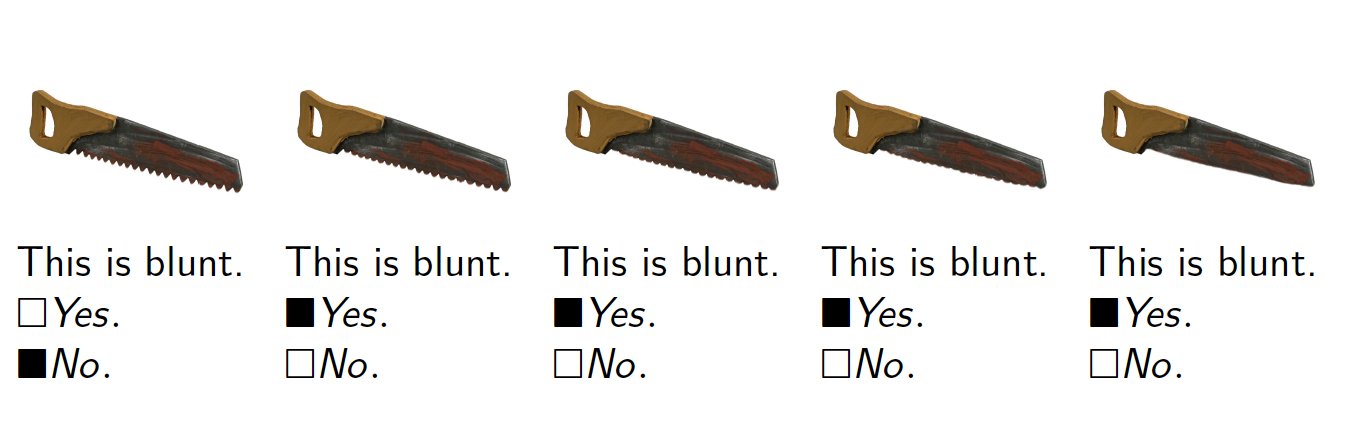 This is blunt. This is blunt. This is blunt. This is blunt. This is blunt.
□Yes. ■Yes. ■Yes. ■Yes. ■Yes.
■No. □No. □No. □No. □No.